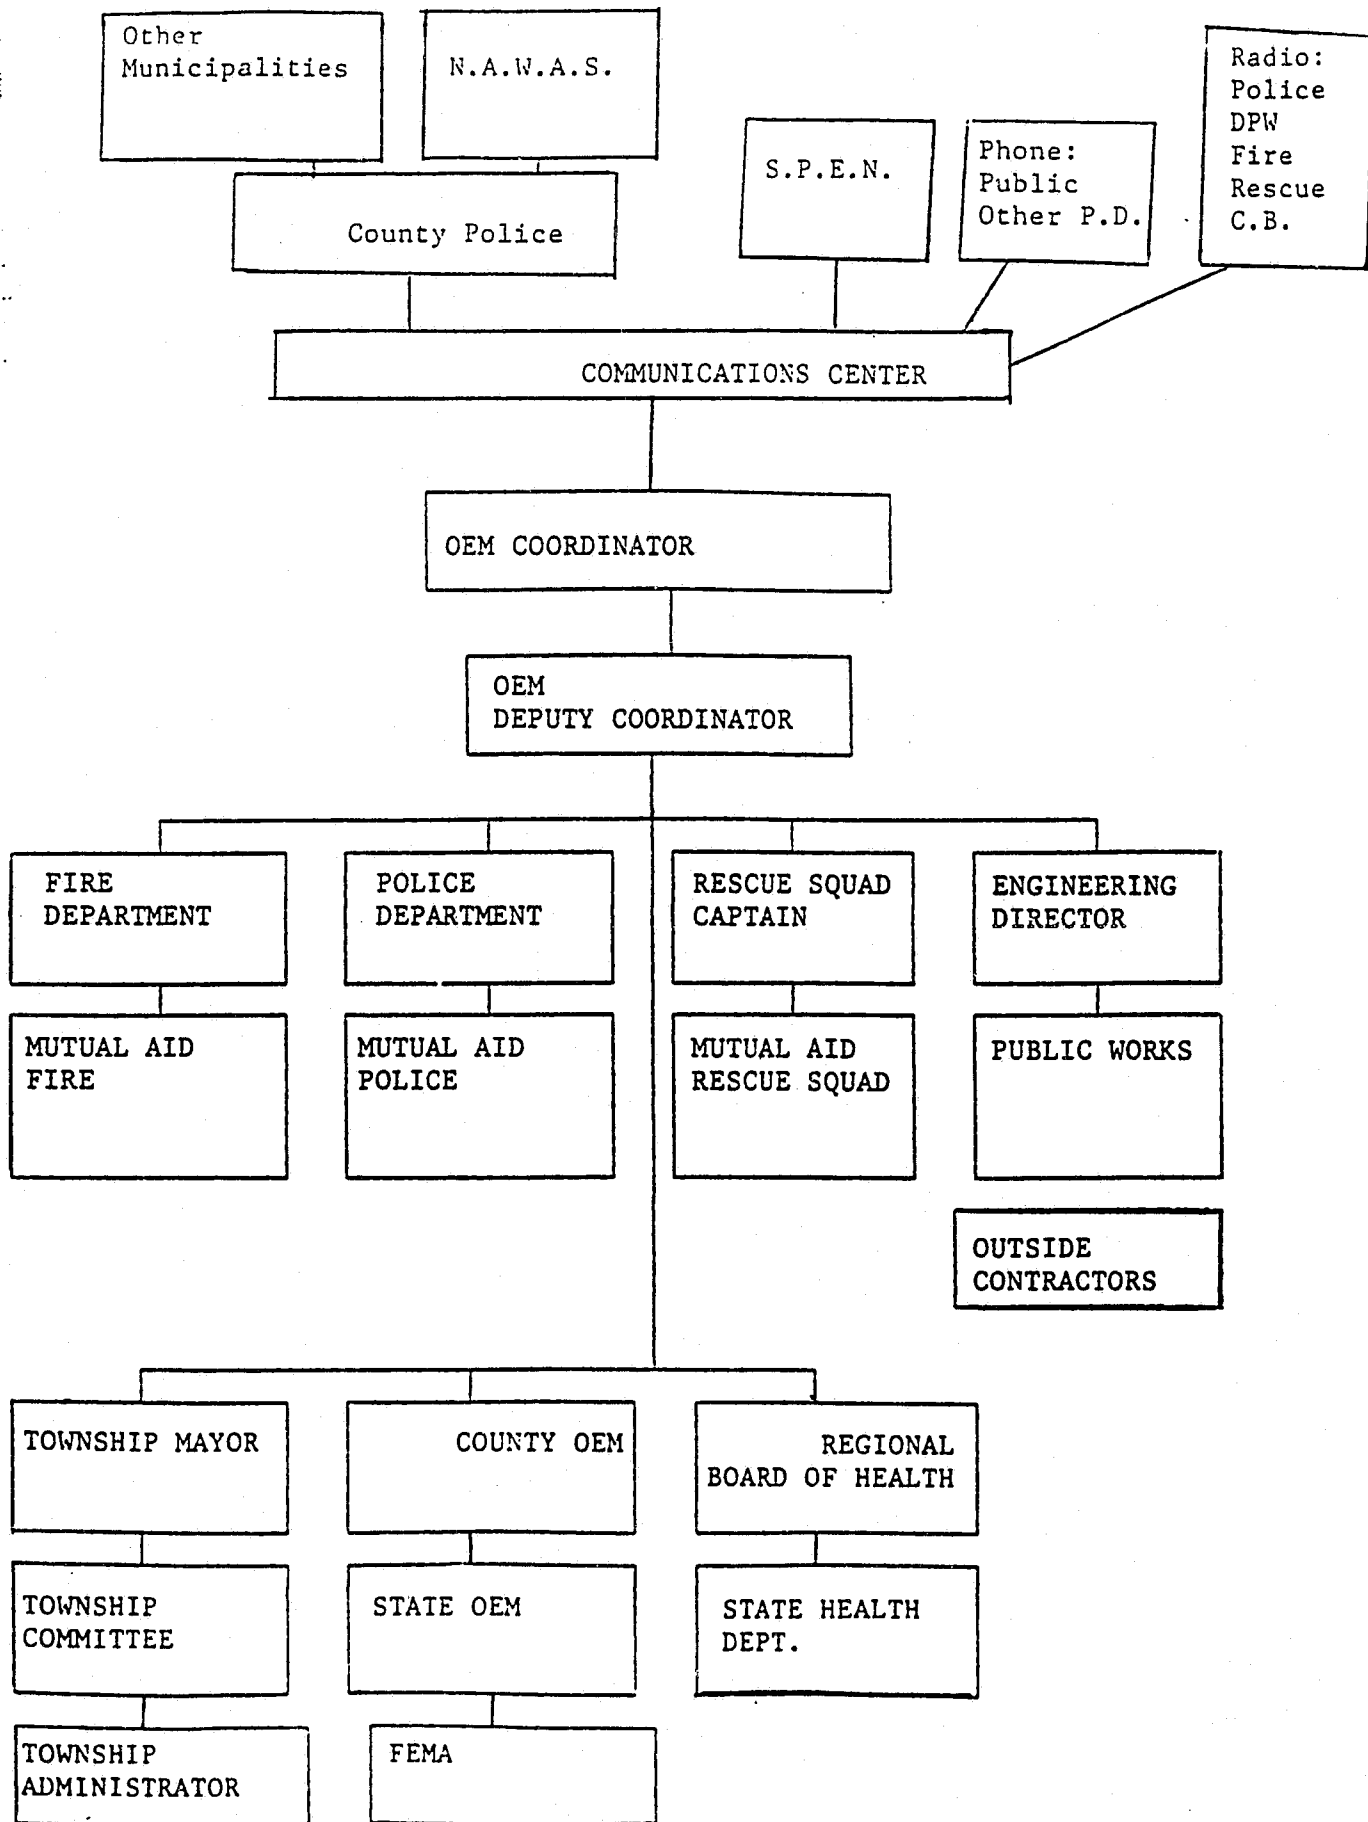 Other
Municipalities
N.A.W.A.S.
Radio:
Police
DPW
Fire
Rescue
C.B.
S.P.E.N.
Phone:
Public
Other P.D.
County Police
COMMUNICATIONS CENTER
OEM COORDINATOR
OEM
DEPUTY COORDINATOR
FIRE
DEPARTMENT
POLICE
DEPARTMENT
RESCUE SQUAD
CAPTAIN
ENGINEERING
DIRECTOR
MUTUAL AID
FIRE
MUTUAL AID
POLICE
MUTUAL AID
RESCUE SQUAD
PUBLIC WORKS
OUTSIDE
CONTRACTORS
TOWNSHIP MAYOR
COUNTY OEM
REGIONAL
BOARD OF HEALTH
TOWNSHIP
COMMITTEE
STATE OEM
STATE HEALTH
DEPT.
TOWNSHIP
ADMINISTRATOR
FEMA